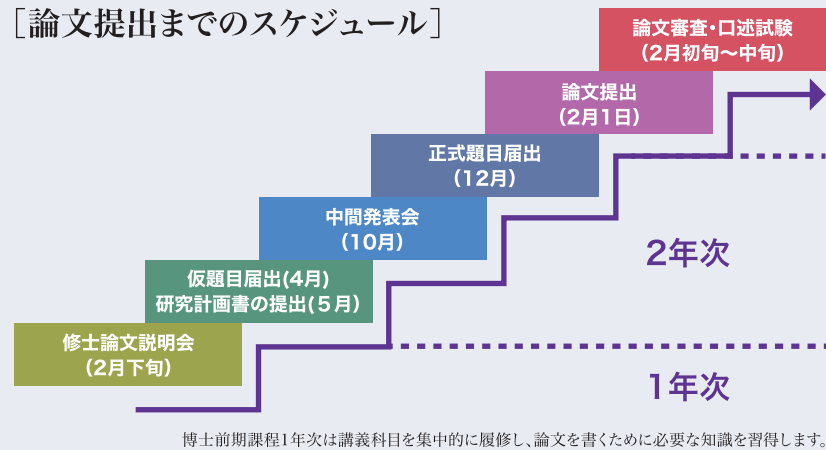 ［論文提出までのスケジュール］
論文審査・口述試験
（2月初旬～中旬）
論文提出
（2月1日）
正式題目届出
（12月）
中間発表会
（10月）
仮題目届出(4月)
研究計画書の提出(５月）
修士論文説明会
（2月下旬）
2年次
1年次
博士前期課程1年次は講義科目を集中的に履修し、論文を書くために必要な知識を習得します。